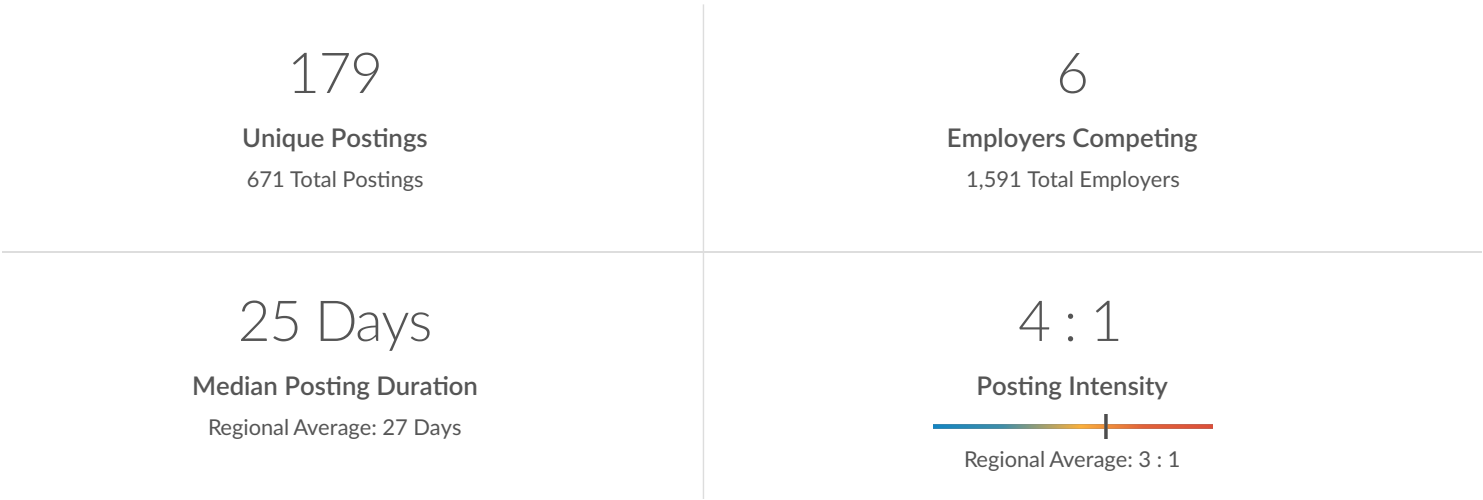 179
Unique Postings
671 Total Postings
6
Employers Competing
1,591 Total Employers
25 Days
Median Posting Duration
Regional Average: 27 Days
4 : 1
Posting Intensity
Regional Average: 3 : 1